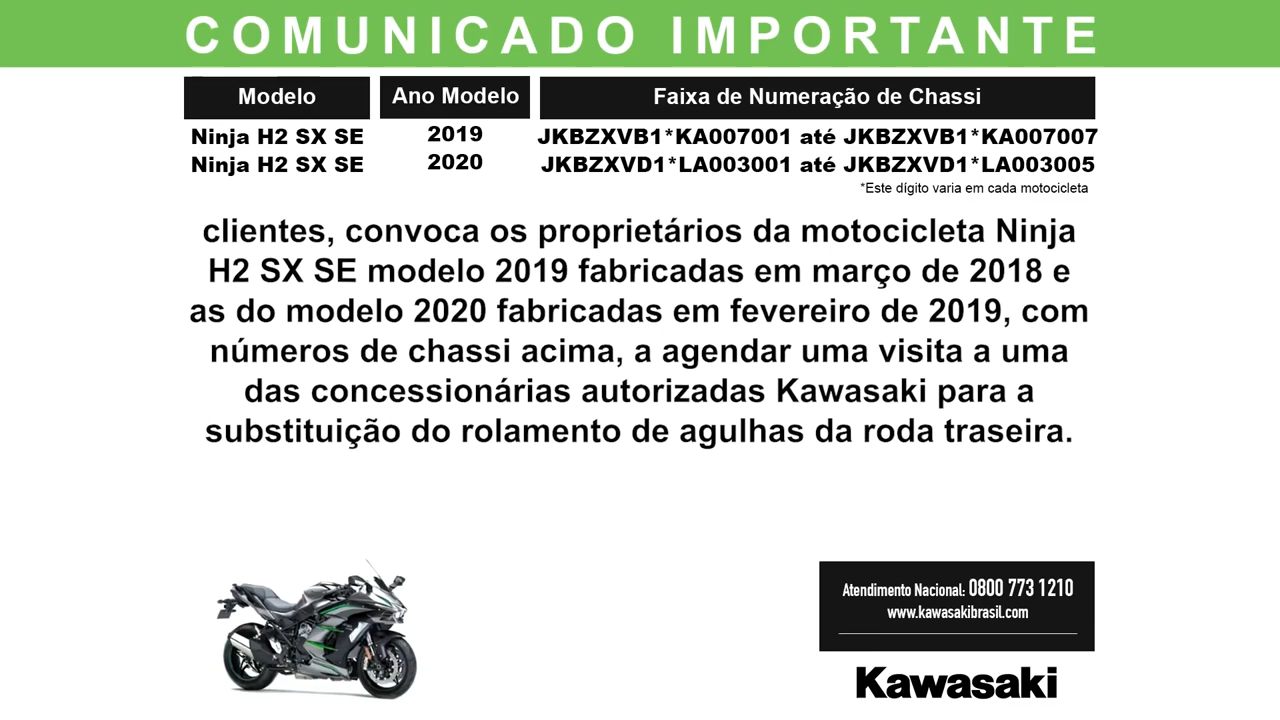 COMUNICADO IMPORTANTE
Modelo Ano Modelo Faixa de Numeração de Chassi
Ninja H2 SX SE 2019 JKBZXVB1*KA007001 até JKBZXVB1*KA007007
Ninja H2 SX SE 2020 JKBZXVD1*LA003001 até JKBZXVD1*LA003005
*Este dígito varia em cada motocicleta
clientes, convoca os proprietários da motocicleta Ninja
H2 SX SE modelo 2019 fabricadas em março de 2018 e
as do modelo 2020 fabricadas em fevereiro de 2019, com
números de chassi acima, a agendar uma visita a uma
das concessionárias autorizadas Kawasaki para a
substituição do rolamento de agulhas da roda traseira.
Atendimento Nacional: 0800 773 1210
www.kawasakibrasil.com
Kawasaki